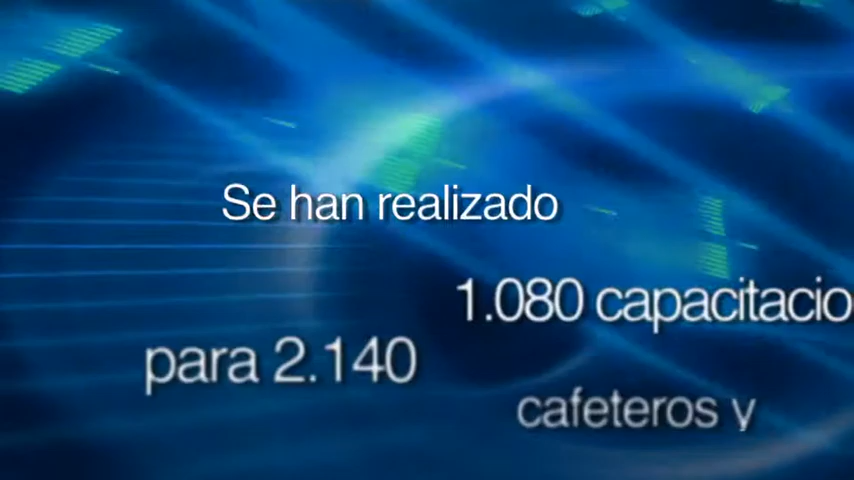 Se han realizado
1.080 capacitacio
para 2.140
cafeteros y